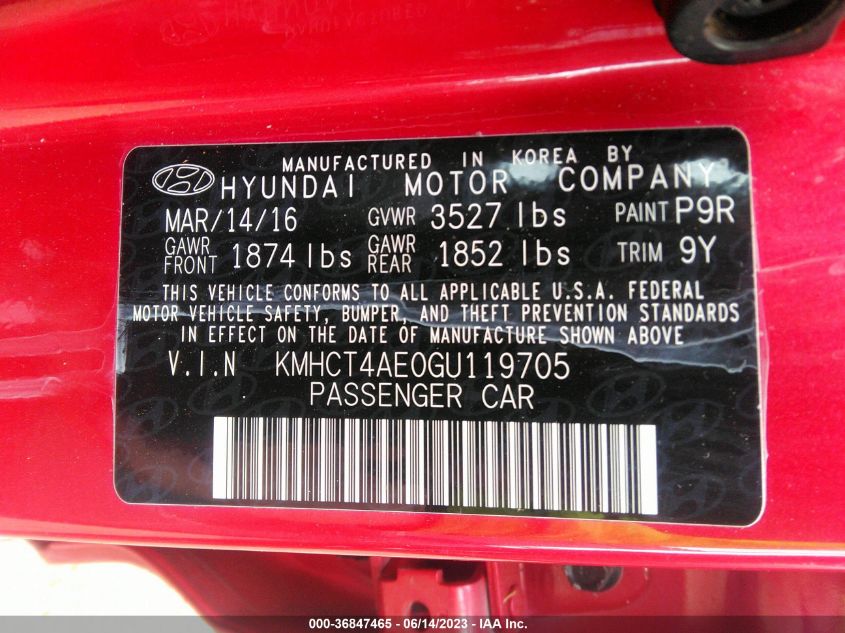 MANUFACTURED IN KOREA BY
HYUNDAI MOTOR COMPANY
MAR/14/16 GVWR 3527 lbs PAINT P9R
GAWR FRONT 1874 lbs GAWR REAR 1852 lbs TRIM 9Y
THIS VEHICLE CONFORMS TO ALL APPLICABLE U.S.A. FEDERAL
MOTOR VEHICLE SAFETY, BUMPER, AND THEFT PREVENTION STANDARDS
IN EFFECT ON THE DATE OF MANUFACTURE SHOWN ABOVE
V.I.N KMHCT4AE0GU119705
PASSENGER CAR
000-36847465 - 06/14/2023 - IAA Inc.